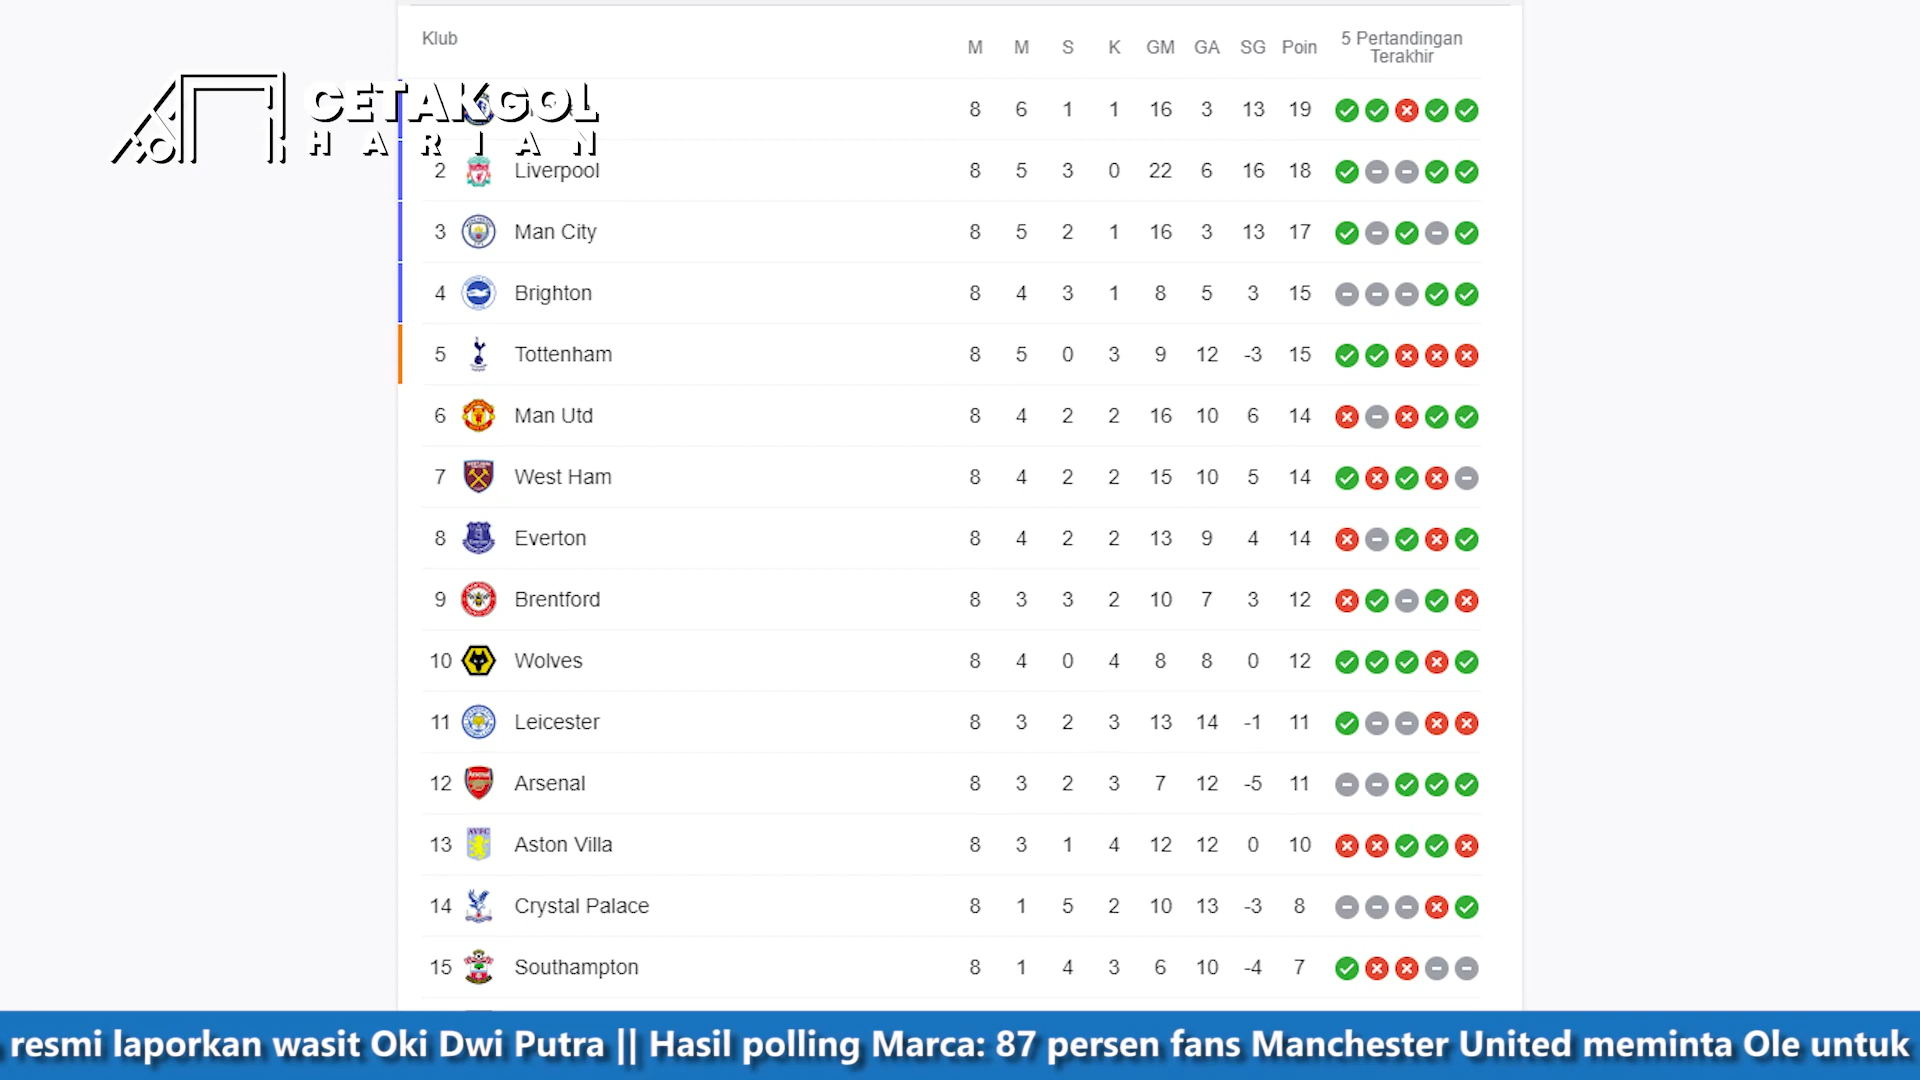 Klub M M S K GM GA SG Poin 5 Pertandingan
Terakhir
CETAKGOL
HARIAN
8 6 1 1 16 3 13 19
2 Liverpool 8 5 3 0 22 6 16 18
3 Man City 8 5 2 1 16 3 13 17
4 Brighton 8 4 3 1 8 5 3 15
5 Tottenham 8 5 0 3 9 12 -3 15
6 Man Utd 8 4 2 2 16 10 6 14
7 West Ham 8 4 2 2 15 10 5 14
8 Everton 8 4 2 2 13 9 4 14
9 Brentford 8 3 3 2 10 7 3 12
10 Wolves 8 4 0 4 8 8 0 12
11 Leicester 8 3 2 3 13 14 -1 11
12 Arsenal 8 3 2 3 7 12 -5 11
13 Aston Villa 8 3 1 4 12 12 0 10
14 Crystal Palace 8 1 5 2 10 13 -3 8
15 Southampton 8 1 4 3 6 10 -4 7
resmi laporkan wasit Oki Dwi Putra || Hasil polling Marca: 87 persen fans Manchester United meminta Ole untuk